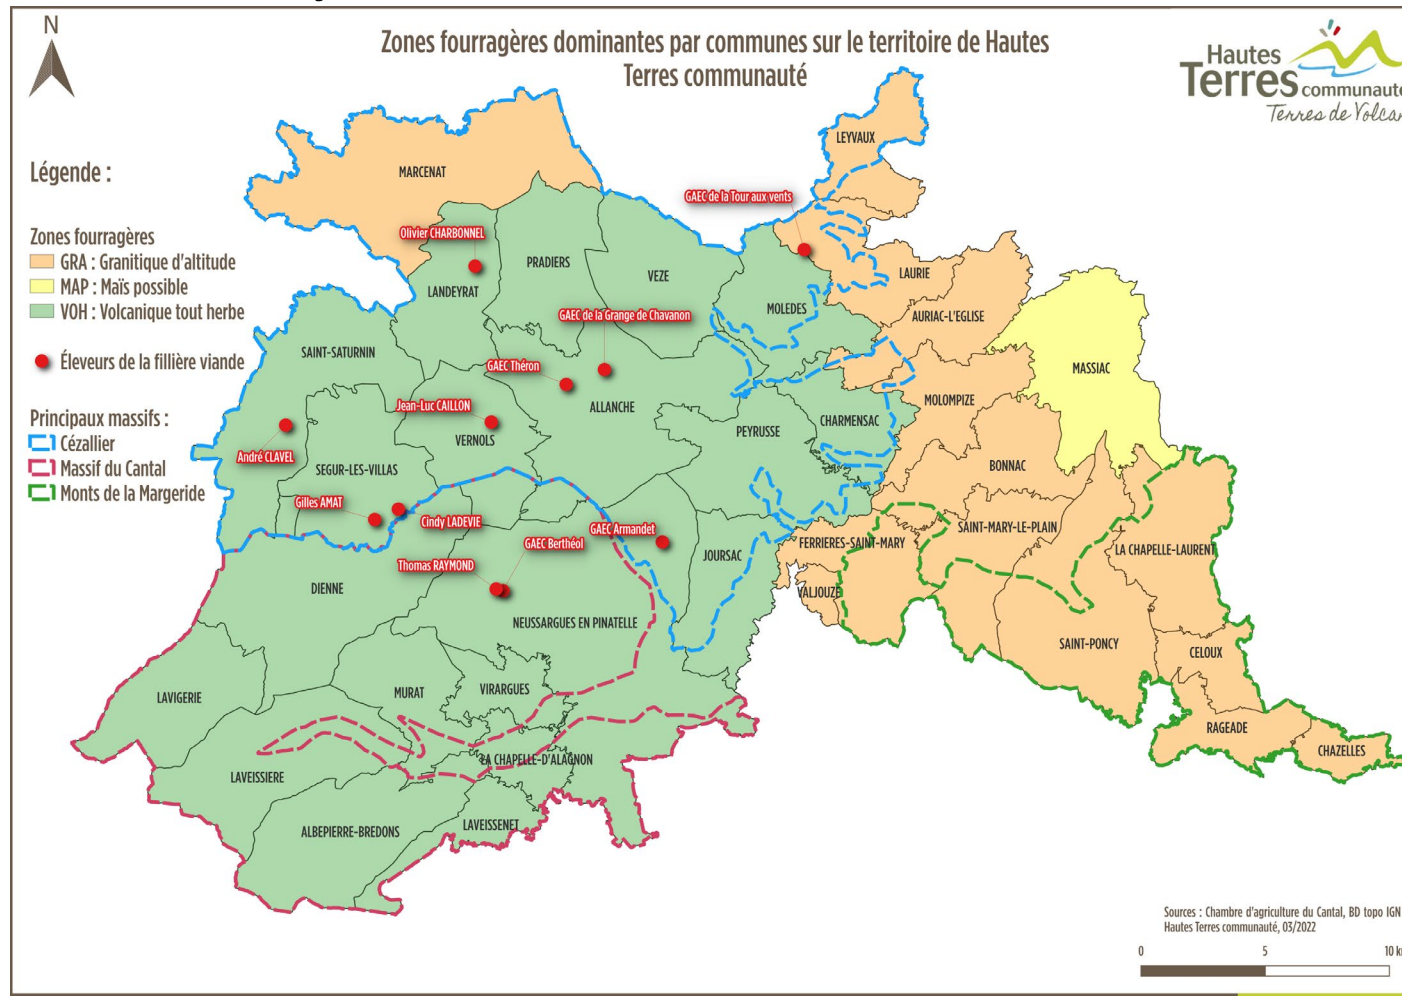 N
Zones fourragères dominantes par communes sur le territoire de Hautes
Terres communauté
Hautes
Terres communauté
Terres de Volcan
Légende :
Zones fourragères
GRA : Granitique d'altitude
MAP : Maïs possible
VOH : Volcanique tout herbe
Éleveurs de la fillière viande
Principaux massifs :
Cézallier
Massif du Cantal
Monts de la Margeride
LEYVAUX
MARCENAT
GAEC de la Tour aux vents
Olivier CHARBONNEL
PRADIERS
VEZE
LAURIE
LANDEYRAT
MOLEDES
GAEC de la Grange de Chavanon
AURIAC-L'EGLISE
SAINT-SATURNIN
GAEC Théron
MASSIAC
MOLOMPIZE
Jean-Luc CAILLON
ALLANCHE
CHARMENSAC
PEYRUSSE
VERNOLS
André CLAVEL
SEGUR-LES-VILLAS
BONNAC
Gilles AMAT
Cindy LADEVIE
GAEC Armandet
SAINT-MARY-LE-PLAIN
GAEC Berthéol
FERRIERES-SAINT-MARY
LA CHAPELLE-LAURENT
JOURSAC
Thomas RAYMOND
DIENNE
VALJOUZE
NEUSSARGUES EN PINATELLE
SAINT-PONCY
CELOUX
LAVIGERIE
MURAT
VIRARGUES
RAGEADE
CHAZELLES
LA CHAPELLE-D'ALAGNON
LAVEISSIERE
LAVEISSENET
ALBEPIERRE-BREDONS
Sources : Chambre d'agriculture du Cantal, BD topo IGN
Hautes Terres communauté, 03/2022
0 5 10 k